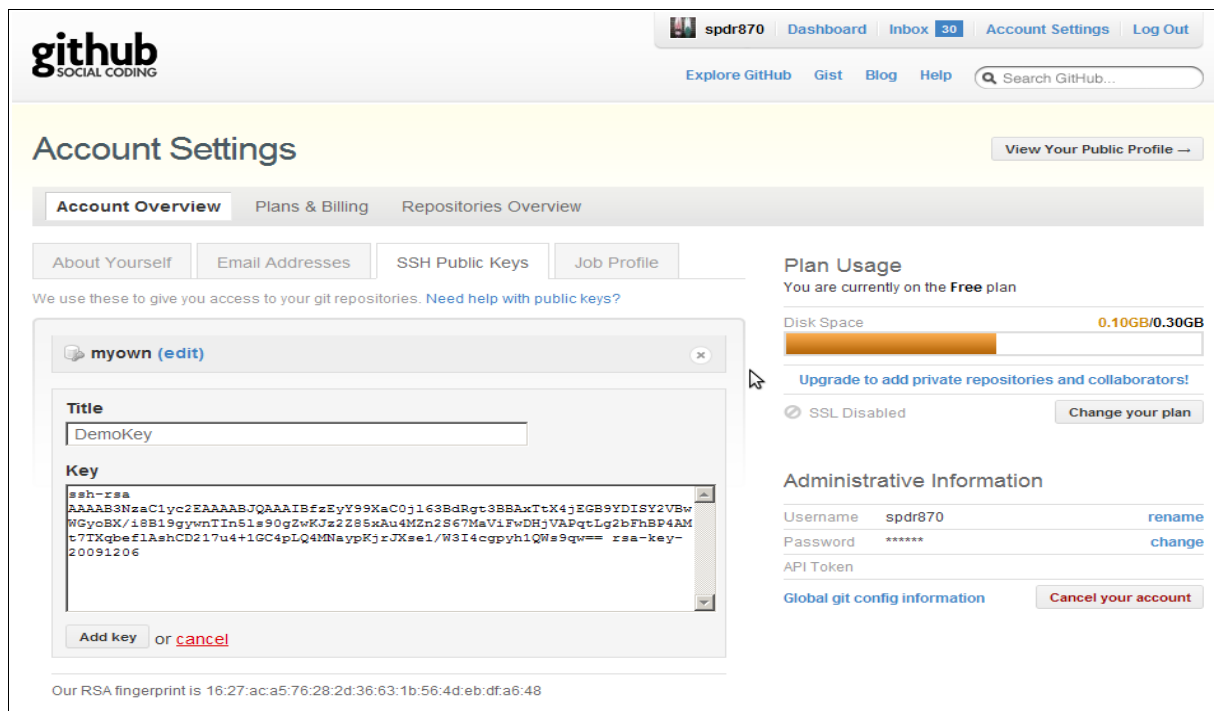 spdr870 Dashboard Inbox 30 Account Settings Log Out
github
SOCIAL CODING
Explore GitHub Gist Blog Help Search GitHub...
Account Settings
View Your Public Profile →
Account Overview Plans & Billing Repositories Overview
About Yourself Email Addresses SSH Public Keys Job Profile
We use these to give you access to your git repositories. Need help with public keys?
myown (edit)
Title
DemoKey
Key
ssh-rsa
AAAAB3NzaC1yc2EAAAABJQAAAIBfzEyY99XaC0jl63BdRgt3BBAxTtX4jEGB9YDISY2VBw
WGyoBX/i8B19gywnTIn5ls90gZwKJz2Z85xAu4MZn2S67MaViFwDHjVAPqtLg2bFhBP4AM
t7TXqbeflAshCD217u4+1GC4pLQ4MNaypKjrJXsel/W3I4cgpyh1QWs9qw== rsa-key-
20091206
Add key or cancel
Our RSA fingerprint is 16:27:ac:a5:76:28:2d:36:63:1b:56:4d:eb:df:a6:48
Plan Usage
You are currently on the Free plan
Disk Space 0.10GB/0.30GB
Upgrade to add private repositories and collaborators!
SSL Disabled Change your plan
Administrative Information
Username spdr870 rename
Password ****** change
API Token
Global git config information Cancel your account